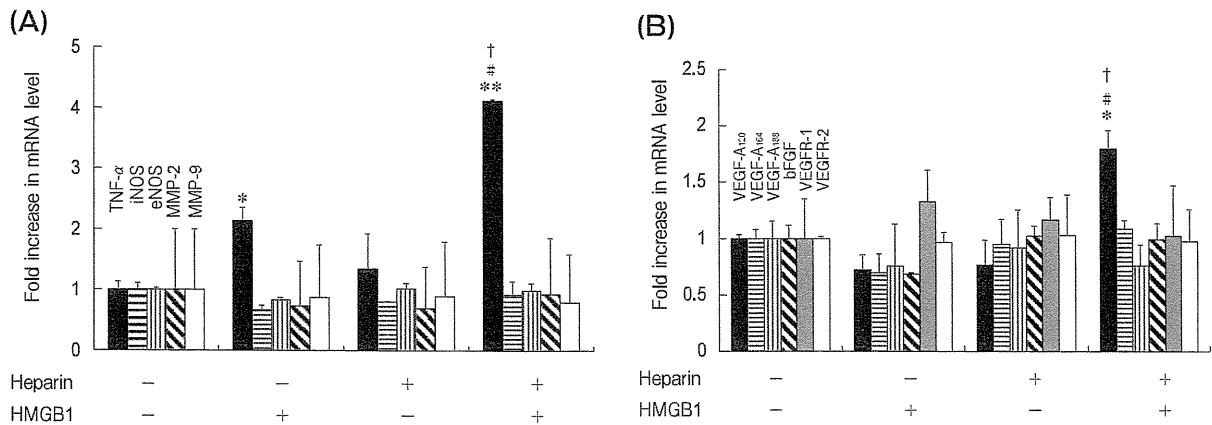 (A)
Fold increase in mRNA level
5
4
3
2
1
0
†
#
**
*
TNF-α
iNOS
eNOS
MMP-2
MMP-9
Heparin − − + +
HMGB1 − + − +
(B)
Fold increase in mRNA level
2.5
2
1.5
1
0.5
0
†
#
*
VEGF-A₁₂₀
VEGF-A₁₆₄
VEGF-A₁₈₈
bFGF
VEGFR-1
VEGFR-2
Heparin − − + +
HMGB1 − + − +